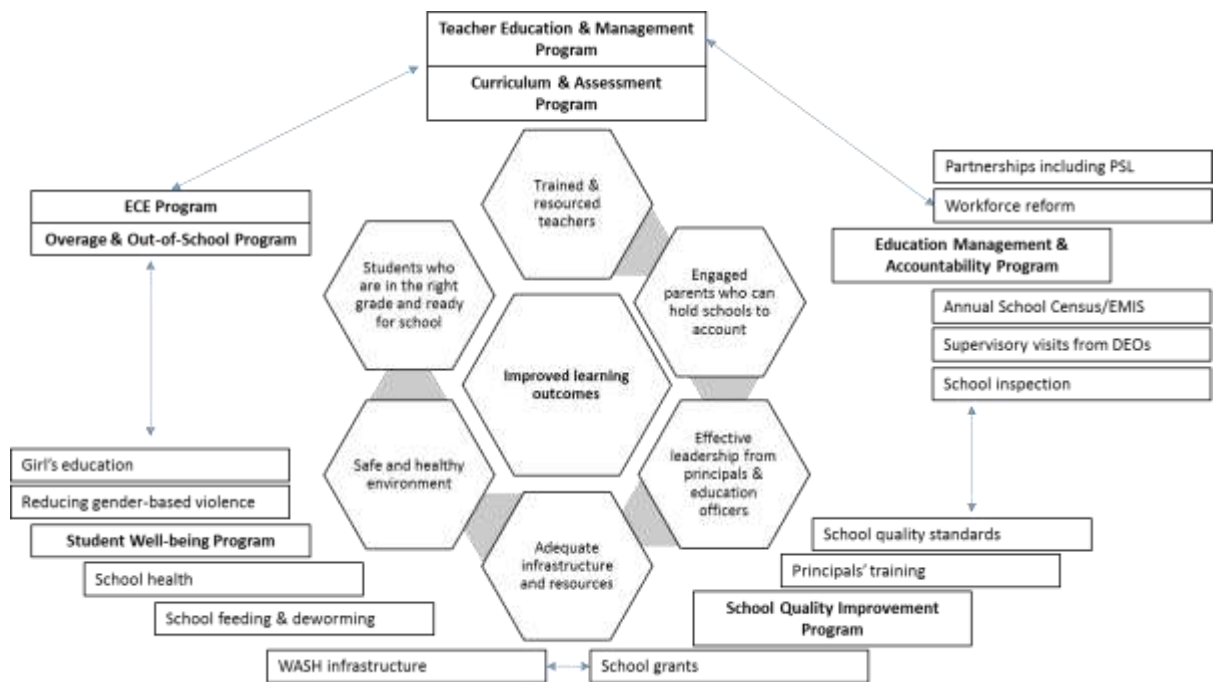 Teacher Education & Management
Program
Curriculum & Assessment
Program
Trained &
resourced
teachers
Partnerships including PSL
Workforce reform
ECE Program
Overage & Out-of-School Program
Education Management &
Accountability Program
Students who
are in the right
grade and ready
for school
Engaged
parents who can
hold schools to
account
Annual School Census/EMIS
Supervisory visits from DEOs
School inspection
Improved learning
outcomes
Girl's education
Reducing gender-based violence
Student Well-being Program
School health
School feeding & deworming
WASH infrastructure
Safe and healthy
environment
Effective
leadership from
principals &
education
officers
Adequate
infrastructure
and resources
School quality standards
Principals' training
School Quality Improvement
Program
School grants